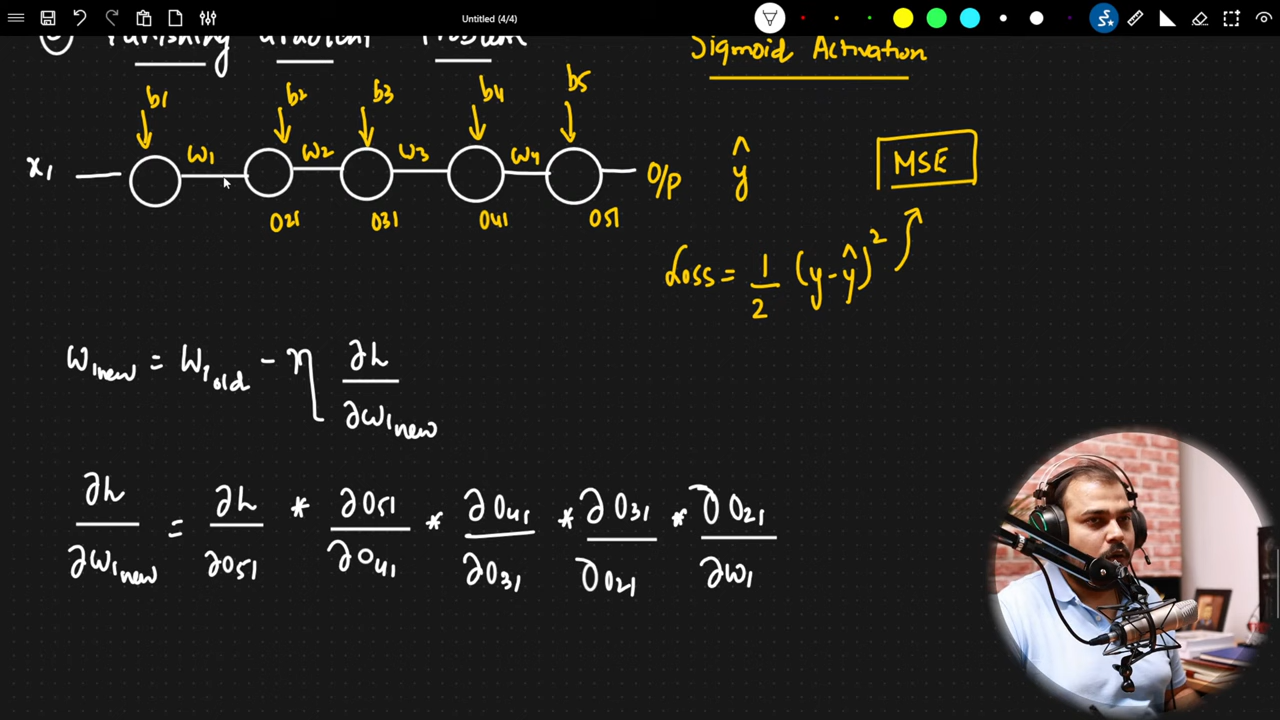 Untitled (4/4)
Vanishing Gradient Problem
Sigmoid Activation
b1 b2 b3 b4 b5
x1 w1 w2 w3 w4 O/P ŷ MSE
O21 O31 O41 O51
Loss = 1/2 (y - ŷ)²
w1new = w1old - η ∂L/∂w1new
∂L/∂w1new = ∂L/∂O51 * ∂O51/∂O41 * ∂O41/∂O31 * ∂O31/∂O21 * ∂O21/∂w1